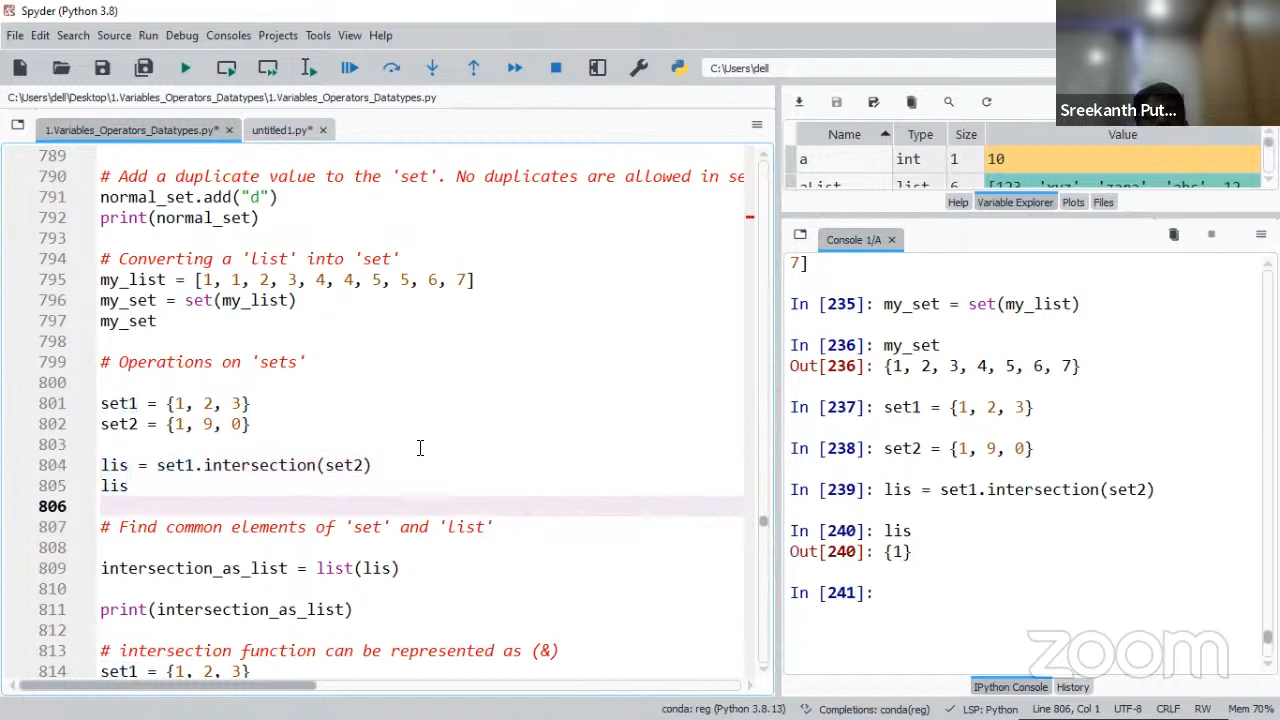 Spyder (Python 3.8)
File Edit Search Source Run Debug Consoles Projects Tools View Help
C:\Users\dell
C:\Users\dell\Desktop\1.Variables_Operators_Datatypes\1.Variables_Operators_Datatypes.py
1.Variables_Operators_Datatypes.py* untitled1.py*
789
790 # Add a duplicate value to the 'set'. No duplicates are allowed in se
791 normal_set.add("d")
792 print(normal_set)
793
794 # Converting a 'list' into 'set'
795 my_list = [1, 1, 2, 3, 4, 4, 5, 5, 6, 7]
796 my_set = set(my_list)
797 my_set
798
799 # Operations on 'sets'
800
801 set1 = {1, 2, 3}
802 set2 = {1, 9, 0}
803
804 lis = set1.intersection(set2)
805 lis
806
807 # Find common elements of 'set' and 'list'
808
809 intersection_as_list = list(lis)
810
811 print(intersection_as_list)
812
813 # intersection function can be represented as (&)
814 set1 = {1, 2, 3}
Sreekanth Put...
Name Type Size Value
a int 1 10
aList list 6 [123, 'xyz', 'zara', 'abc', 12
Help Variable Explorer Plots Files
Console 1/A
7]
In [235]: my_set = set(my_list)
In [236]: my_set
Out[236]: {1, 2, 3, 4, 5, 6, 7}
In [237]: set1 = {1, 2, 3}
In [238]: set2 = {1, 9, 0}
In [239]: lis = set1.intersection(set2)
In [240]: lis
Out[240]: {1}
In [241]:
zoom
IPython Console History
conda: reg (Python 3.8.13) Completions: conda(reg) LSP: Python Line 806, Col 1 UTF-8 CRLF RW Mem 70%